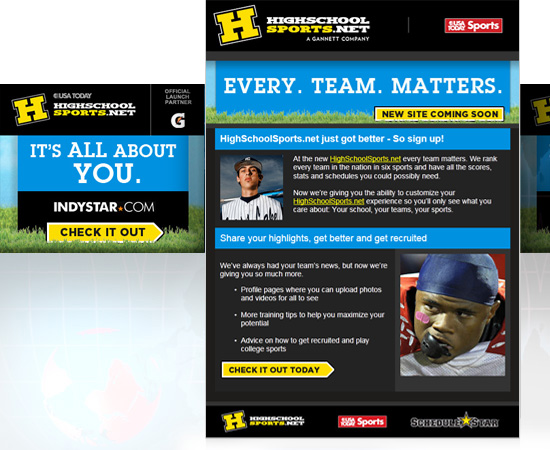 H HIGHSCHOOL
SPORTS.NET
A GANNETT COMPANY
USA TODAY Sports
EVERY. TEAM. MATTERS.
NEW SITE COMING SOON
HighSchoolSports.net just got better - So sign up!
At the new HighSchoolSports.net every team matters. We rank
every team in the nation in six sports and have all the scores,
stats and schedules you could possibly need.
Now we're giving you the ability to customize your
HighSchoolSports.net experience so you'll only see what you
care about: Your school, your teams, your sports.
Share your highlights, get better and get recruited
We've always had your team's news, but now we're
giving you so much more.
• Profile pages where you can upload photos
and videos for all to see
• More training tips to help you maximize your
potential
• Advice on how to get recruited and play
college sports
CHECK IT OUT TODAY
H HIGHSCHOOL
SPORTS.NET
USA TODAY Sports
SCHEDULE STAR
USA TODAY
H HIGHSCHOOL
SPORTS.NET
OFFICIAL
LAUNCH
PARTNER
G
IT'S ALL ABOUT
YOU.
INDYSTAR.COM
CHECK IT OUT
H